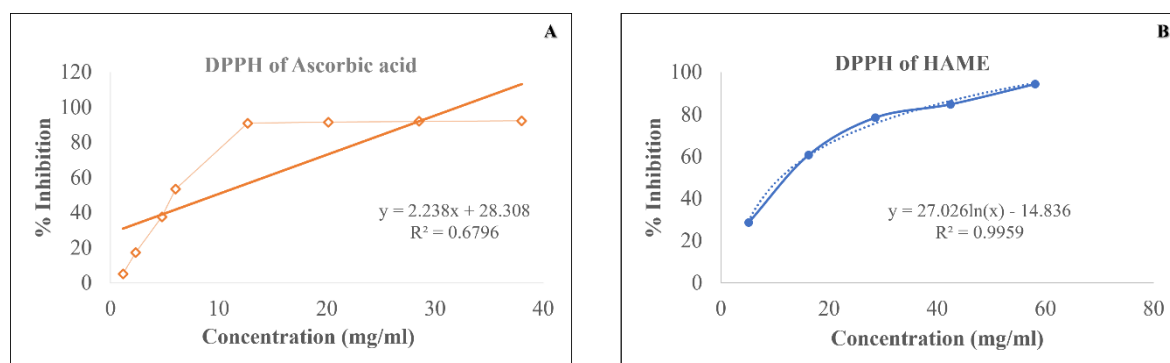 A
DPPH of Ascorbic acid
120
100
80
60
40
20
0
% Inhibition
y = 2.238x + 28.308
R² = 0.6796
0 10 20 30 40
Concentration (mg/ml)
B
DPPH of HAME
100
80
60
40
20
0
% Inhibition
y = 27.026ln(x) - 14.836
R² = 0.9959
0 20 40 60 80
Concentration (mg/ml)